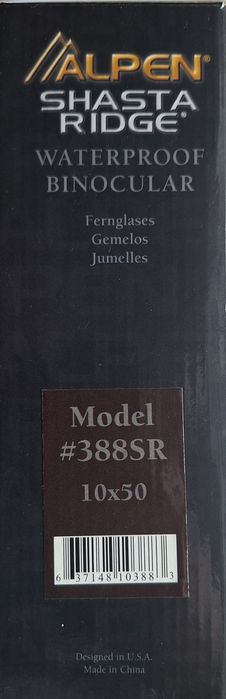 ALPEN®
SHASTA
RIDGE®
WATERPROOF
BINOCULAR
Fernglases
Gemelos
Jumelles
Model
#388SR
10x50
6 37148 10388 3
Designed in U.S.A.
Made in China